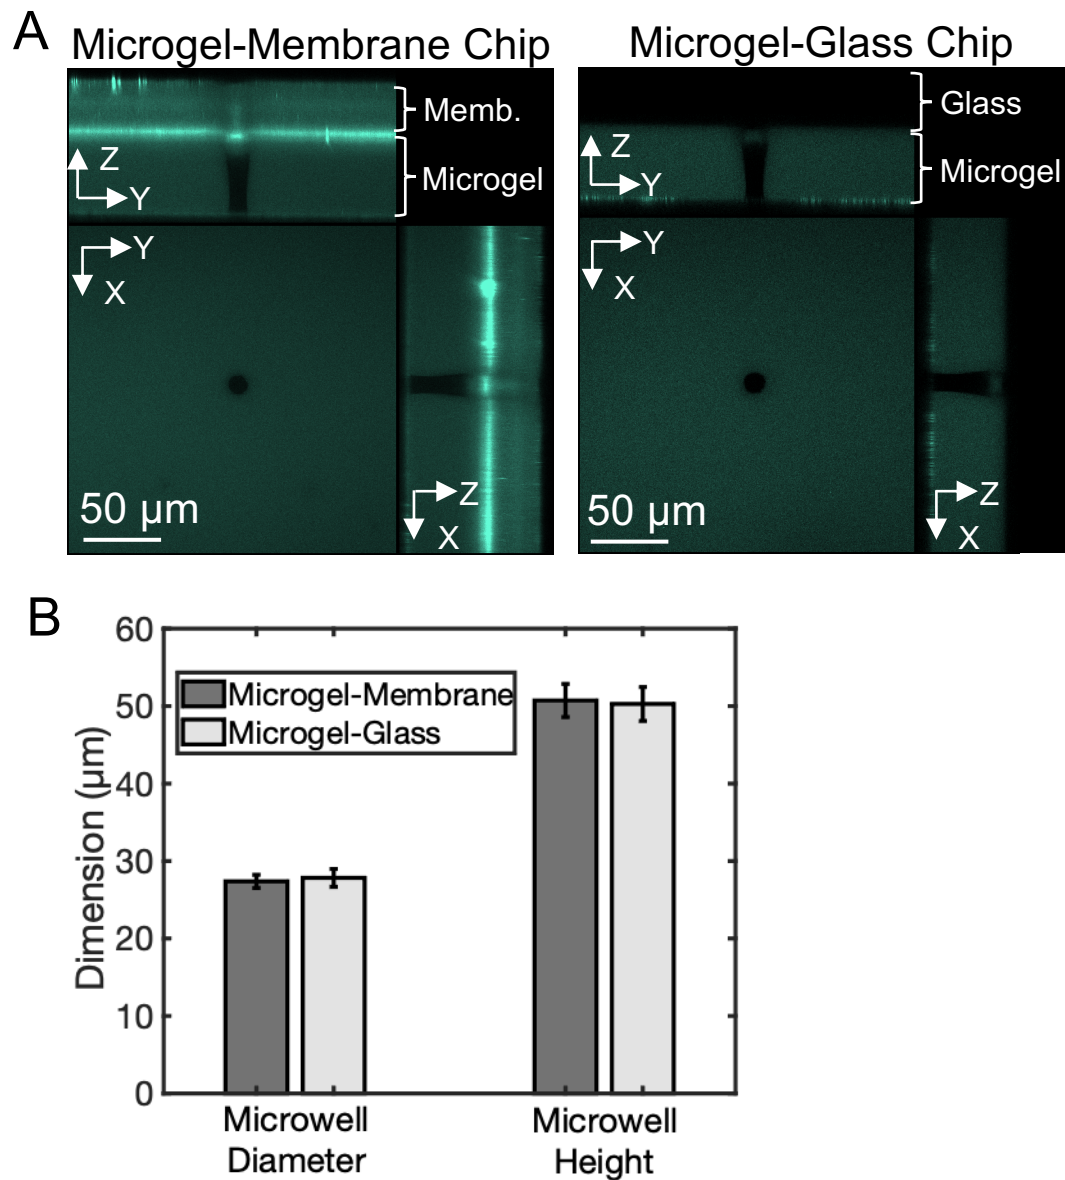 A
Microgel-Membrane Chip
Microgel-Glass Chip
Memb.
Microgel
Z
Y
Glass
Microgel
Z
Y
Y
X
50 µm
Z
X
Y
X
50 µm
Z
X
B
Dimension (µm)
60
50
40
30
20
10
0
Microgel-Membrane
Microgel-Glass
Microwell
Diameter
Microwell
Height